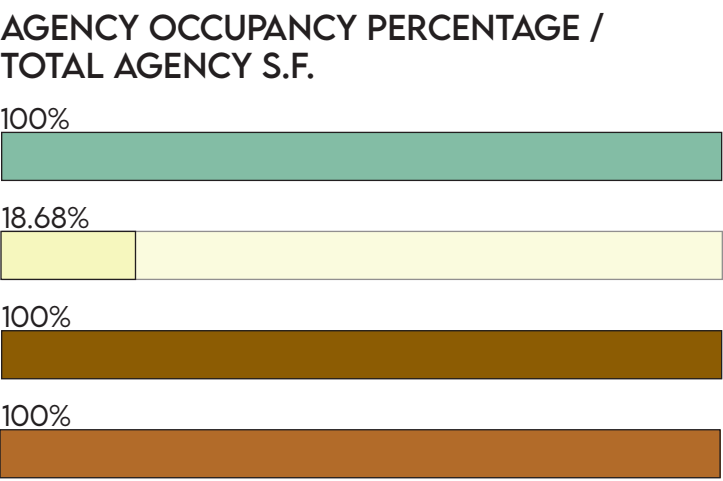 AGENCY OCCUPANCY PERCENTAGE /
TOTAL AGENCY S.F.
100%
18.68%
100%
100%